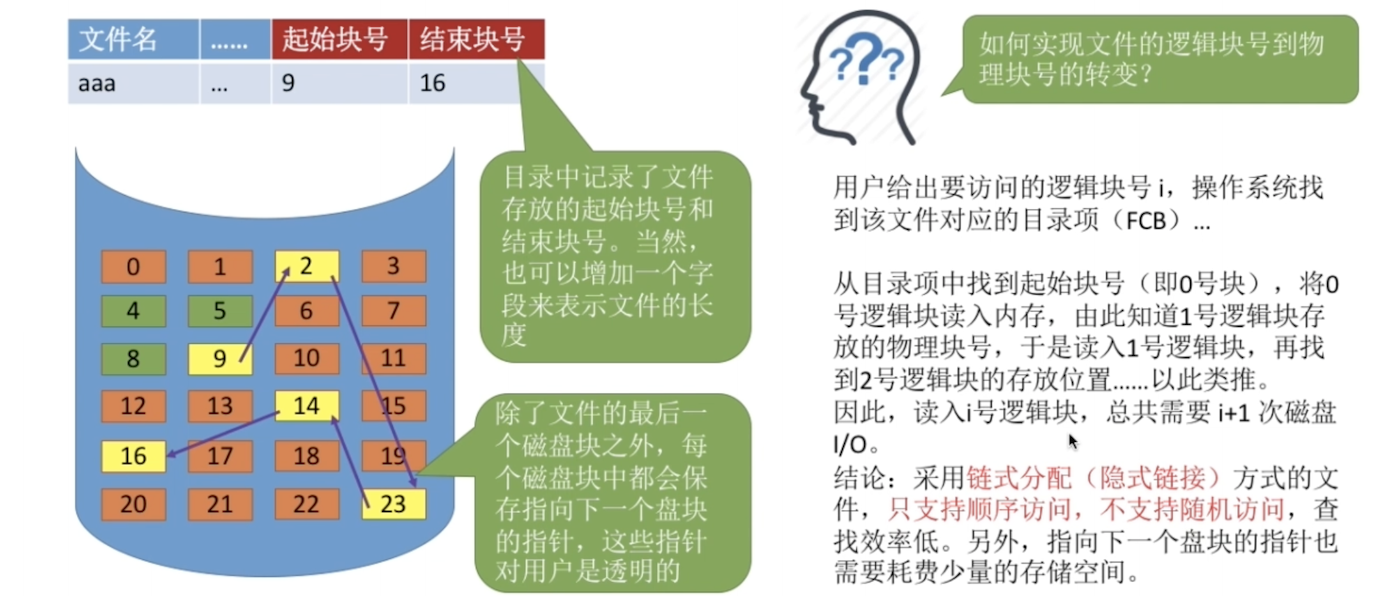 文件名 …… 起始块号 结束块号
aaa ... 9 16
目录中记录了文件
存放的起始块号和
结束块号。当然，
也可以增加一个字
段来表示文件的长
度
0 1 2 3
4 5 6 7
8 9 10 11
12 13 14 15
16 17 18 19
20 21 22 23
除了文件的最后一
个磁盘块之外，每
个磁盘块中都会保
存指向下一个盘块
的指针，这些指针
对用户是透明的
???
如何实现文件的逻辑块号到物
理块号的转变？
用户给出要访问的逻辑块号 i，操作系统找
到该文件对应的目录项（FCB）...
从目录项中找到起始块号（即0号块），将0
号逻辑块读入内存，由此知道1号逻辑块存
放的物理块号，于是读入1号逻辑块，再找
到2号逻辑块的存放位置……以此类推。
因此，读入i号逻辑块，总共需要 i+1 次磁盘
I/O。
结论：采用链式分配（隐式链接）方式的文
件，只支持顺序访问，不支持随机访问，查
找效率低。另外，指向下一个盘块的指针也
需要耗费少量的存储空间。